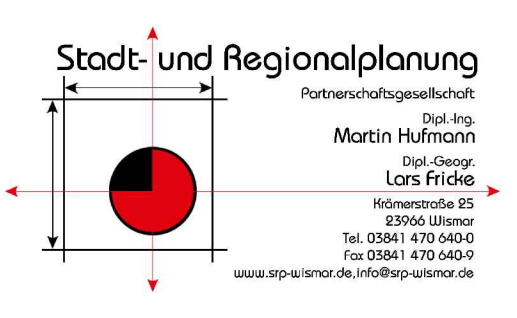 Stadt- und Regionalplanung
Partnerschaftsgesellschaft
Dipl.-Ing.
Martin Hufmann
Dipl.-Geogr.
Lars Fricke
Krämerstraße 25
23966 Wismar
Tel. 03841 470 640-0
Fax 03841 470 640-9
www.srp-wismar.de,info@srp-wismar.de